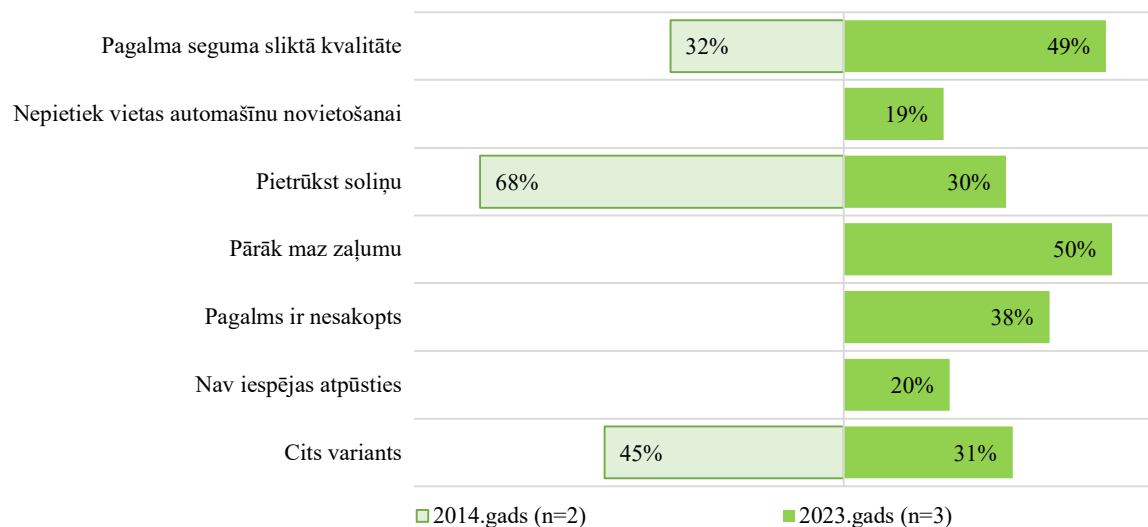 Pagalma seguma sliktā kvalitāte 32% 49%
Nepietiek vietas automašīnu novietošanai 19%
Pietrūkst soliņu 68% 30%
Pārāk maz zaļumu 50%
Pagalms ir nesakopts 38%
Nav iespējas atpūsties 20%
Cits variants 45% 31%
2014.gads (n=2) 2023.gads (n=3)